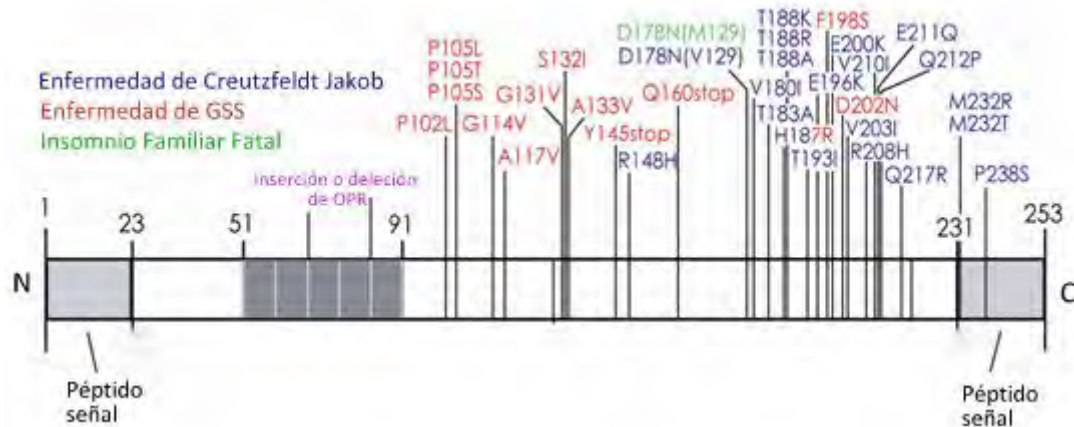 Enfermedad de Creutzfeldt Jakob
Enfermedad de GSS
Insomnio Familiar Fatal
P105L
P105T
P105S
P102L
G114V
A117V
G131V
S132I
A133V
Y145stop
R148H
Q160stop
D178N(M129)
D178N(V129)
V180I
T183A
H187R
T188K
T188R
T188A
T193I
E196K
F198S
E200K
V210I
D202N
V203I
R208H
E211Q
Q212P
Q217R
M232R
M232T
P238S
Inserción o deleción
de OPR
1
23
51
91
231
253
N
C
Péptido
señal
Péptido
señal